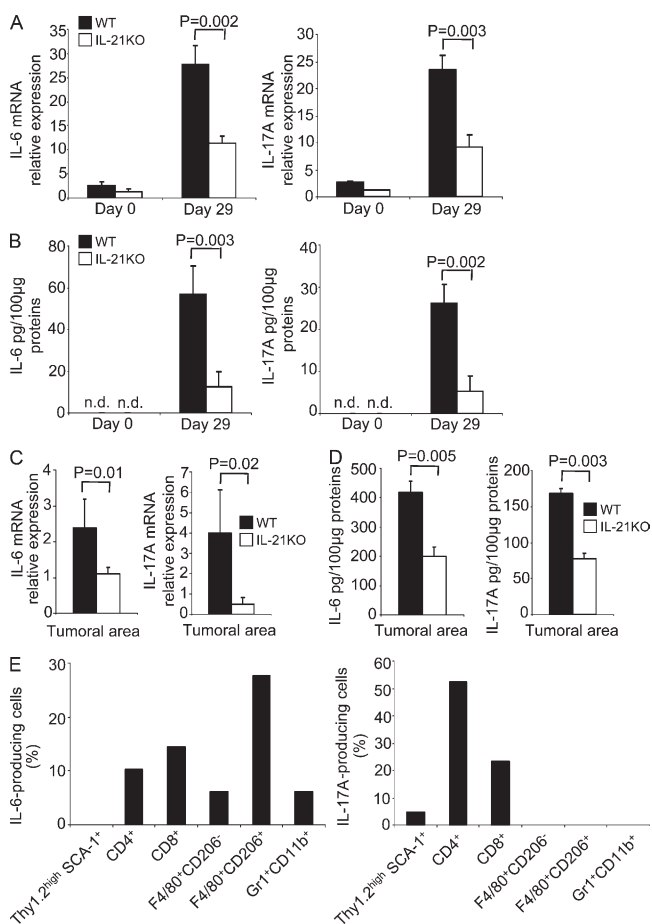 A
WT
IL-21KO
P=0.002
IL-6 mRNA
relative expression
35
30
25
20
15
10
5
0
Day 0
Day 29
P=0.003
IL-17A mRNA
relative expression
30
25
20
15
10
5
0
Day 0
Day 29
B
WT
IL-21KO
P=0.003
IL-6 pg/100µg
proteins
80
60
40
20
0
n.d. n.d.
Day 0
Day 29
P=0.002
IL-17A pg/100µg
proteins
40
30
20
10
0
n.d. n.d.
Day 0
Day 29
C
P=0.01
IL-6 mRNA
relative expression
4
3
2
1
0
Tumoral area
P=0.02
IL-17A mRNA
relative expression
7
6
5
4
3
2
1
0
WT
IL-21KO
Tumoral area
D
P=0.005
IL-6 pg/100µg proteins
500
400
300
200
100
0
Tumoral area
P=0.003
IL-17A pg/100µg proteins
200
150
100
50
0
WT
IL-21KO
Tumoral area
E
IL-6-producing cells
(%)
30
20
10
0
Thy1.2high SCA-1+
CD4+
CD8+
F4/80+CD206-
F4/80+CD206+
Gr1+CD11b+
IL-17A-producing cells
(%)
60
50
40
30
20
10
0
Thy1.2high SCA-1+
CD4+
CD8+
F4/80+CD206-
F4/80+CD206+
Gr1+CD11b+